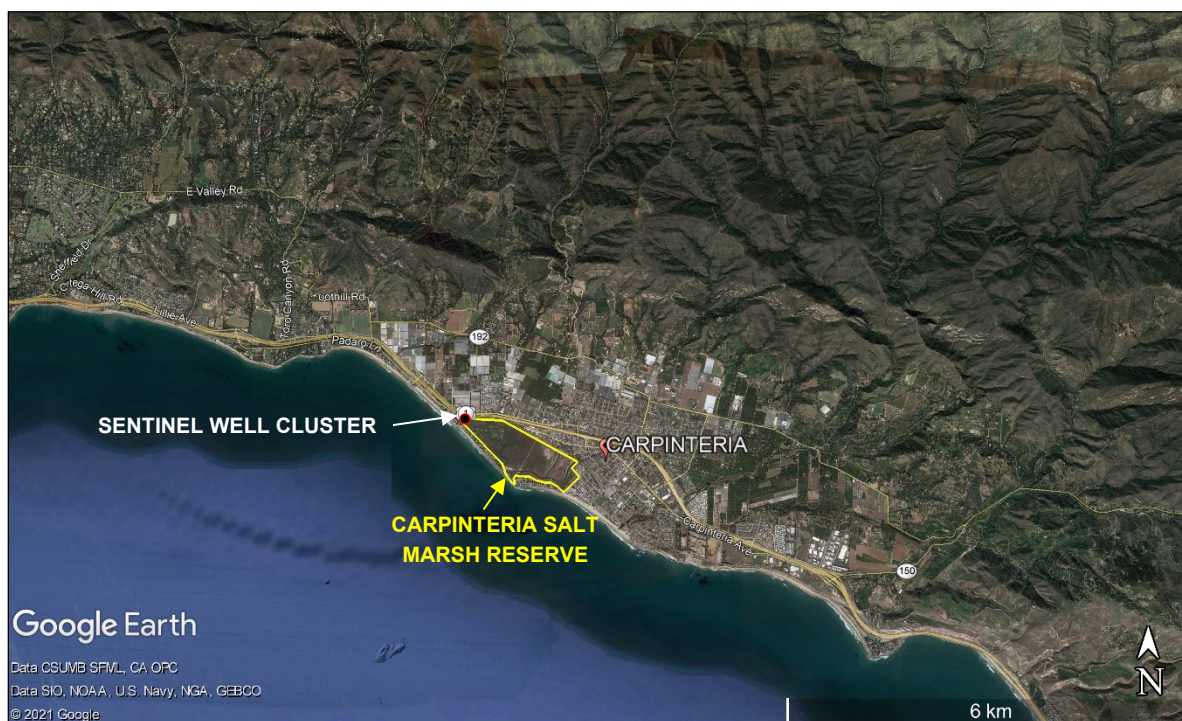 E Valley Rd
Sheffield Dr
Ortega Hill Rd
Lillie Ave
Toro Canyon Rd
oothill Rd
192
Padaro Ln
SENTINEL WELL CLUSTER
CARPINTERIA
CARPINTERIA SALT
MARSH RESERVE
Carpinteria Ave
150
Google Earth
Data CSUMB SFML, CA OPC
Data SIO, NOAA, U.S. Navy, NGA, GEBCO
© 2021 Google
N
6 km